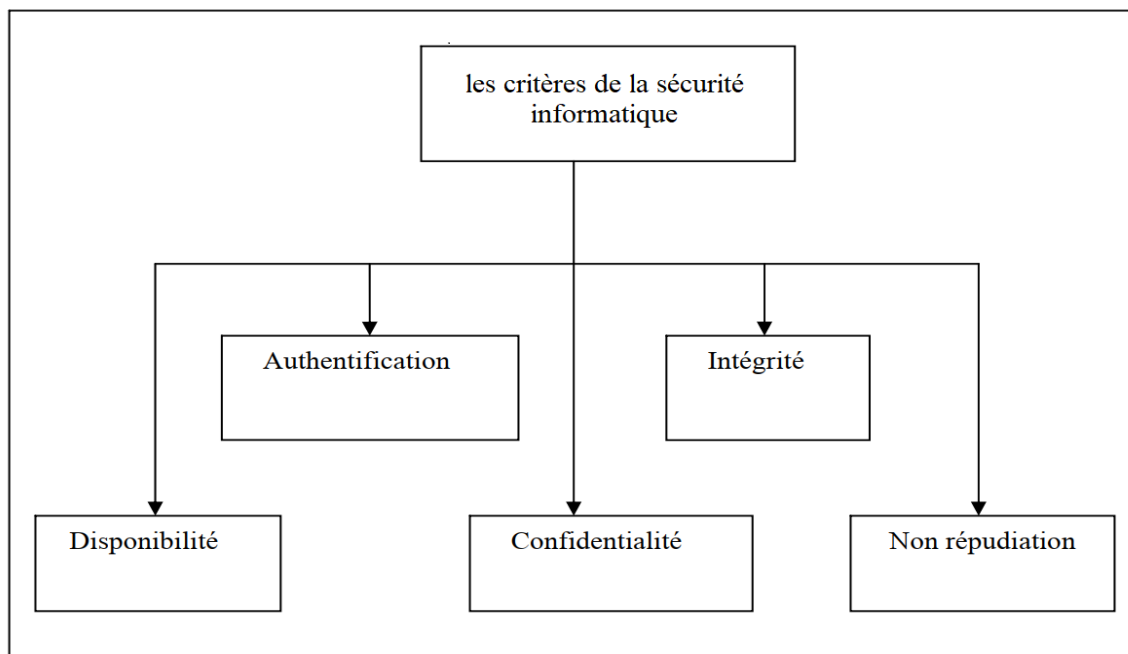 les critères de la sécurité
informatique
Authentification
Intégrité
Disponibilité
Confidentialité
Non répudiation